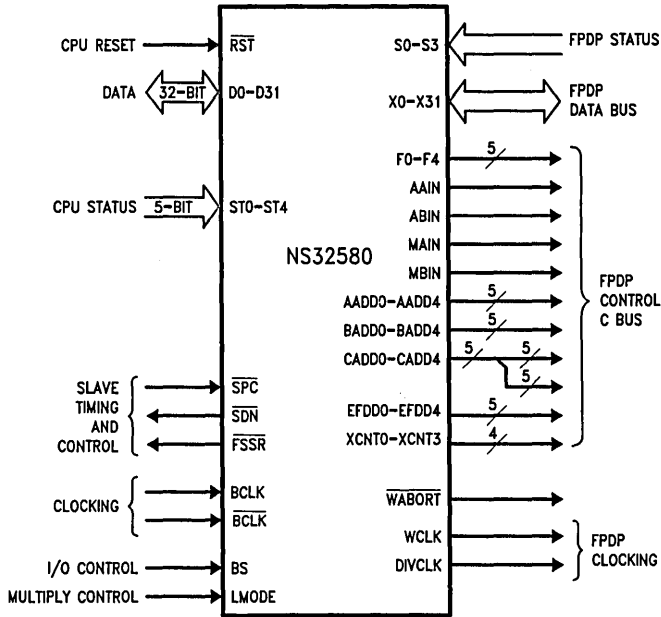 CPU RESET
RST
DATA
32-BIT
D0-D31
CPU STATUS
5-BIT
ST0-ST4
SLAVE
TIMING
AND
CONTROL
SPC
SDN
FSSR
CLOCKING
BCLK
BCLK
I/O CONTROL
BS
MULTIPLY CONTROL
LMODE
NS32580
S0-S3
FPDP STATUS
X0-X31
FPDP
DATA BUS
F0-F4
5
AAIN
ABIN
MAIN
MBIN
AADD0-AADD4
5
BADD0-BADD4
5
CADD0-CADD4
5
5
5
EFDD0-EFDD4
5
XCNT0-XCNT3
4
FPDP
CONTROL
C BUS
WABORT
WCLK
DIVCLK
FPDP
CLOCKING